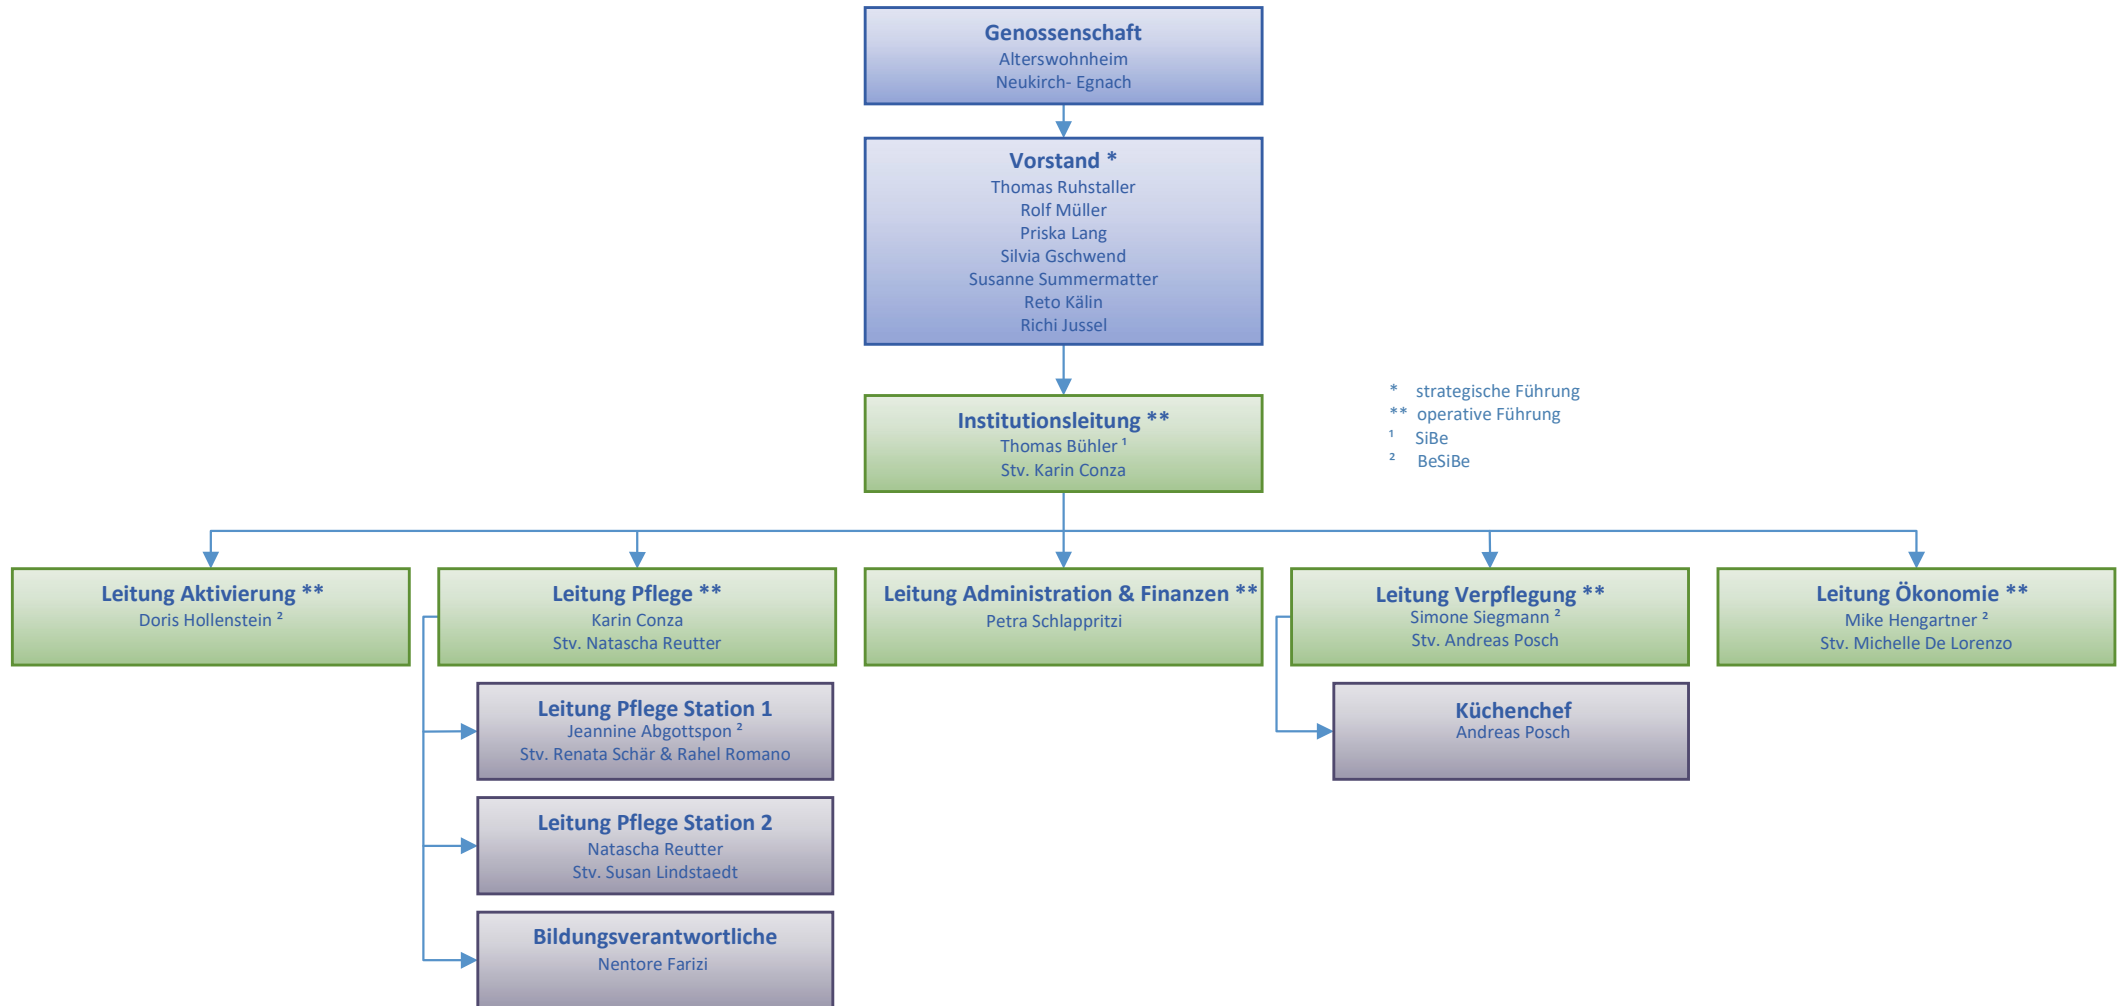 Genossenschaft
Alterswohnheim
Neukirch- Egnach
Vorstand *
Thomas Ruhstaller
Rolf Müller
Priska Lang
Silvia Gschwend
Susanne Summermatter
Reto Kälin
Richi Jussel
* strategische Führung
** operative Führung
¹ SiBe
² BeSiBe
Institutionsleitung **
Thomas Bühler ¹
Stv. Karin Conza
Leitung Aktivierung **
Doris Hollenstein ²
Leitung Pflege **
Karin Conza
Stv. Natascha Reutter
Leitung Administration & Finanzen **
Petra Schlappritzi
Leitung Verpflegung **
Simone Siegmann ²
Stv. Andreas Posch
Leitung Ökonomie **
Mike Hengartner ²
Stv. Michelle De Lorenzo
Leitung Pflege Station 1
Jeannine Abgottspon ²
Stv. Renata Schär & Rahel Romano
Küchenchef
Andreas Posch
Leitung Pflege Station 2
Natascha Reutter
Stv. Susan Lindstaedt
Bildungsverantwortliche
Nentore Farizi